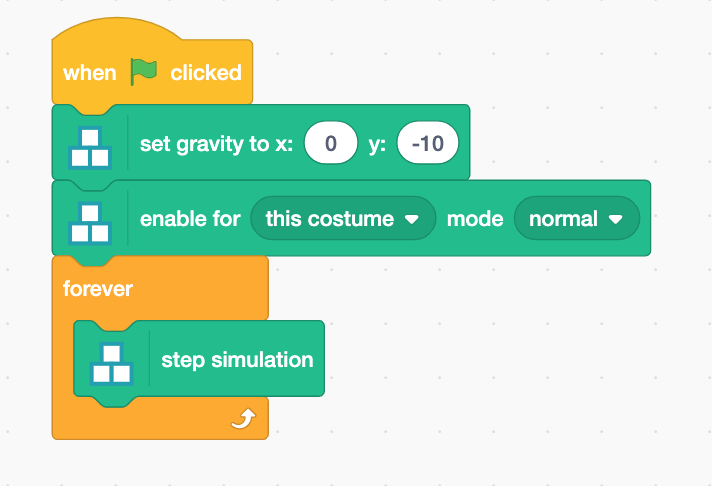 when clicked
set gravity to x: 0 y: -10
enable for this costume mode normal
forever
step simulation